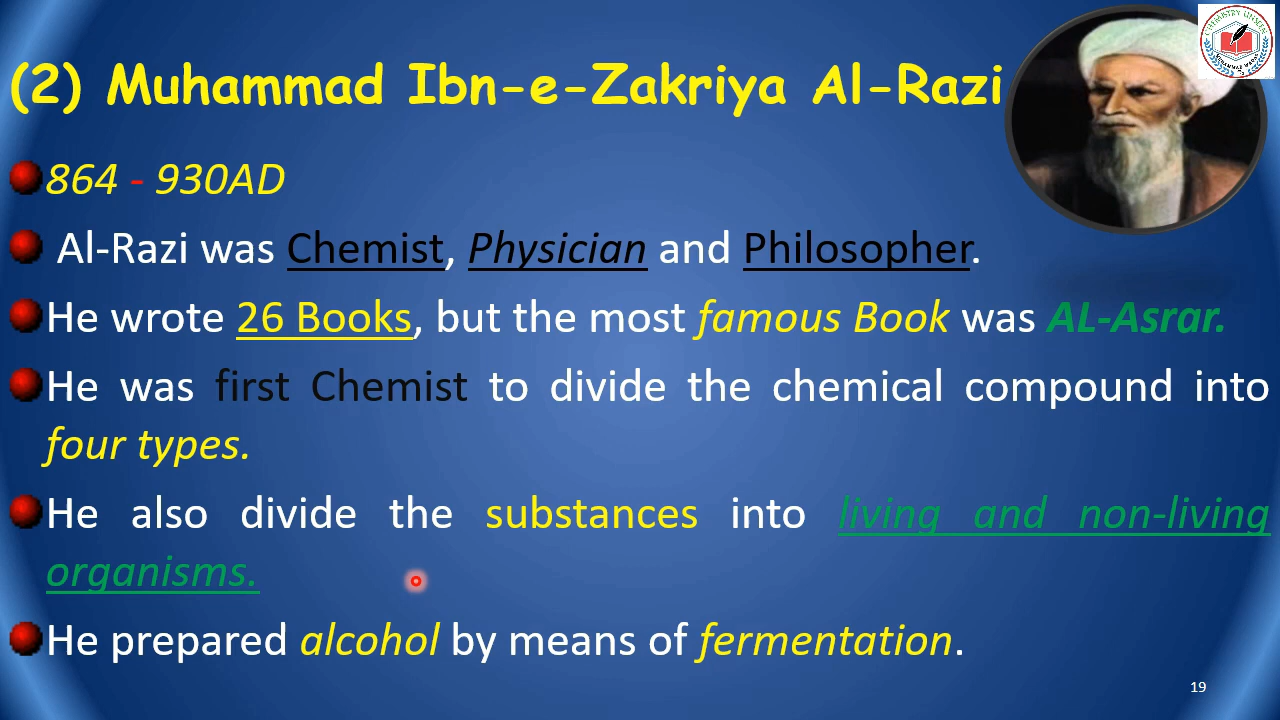 CHEMISTRY UNSEEN
(2) Muhammad Ibn-e-Zakriya Al-Razi
864 - 930AD
Al-Razi was Chemist, Physician and Philosopher.
He wrote 26 Books, but the most famous Book was AL-Asrar.
He was first Chemist to divide the chemical compound into
four types.
He also divide the substances into living and non-living
organisms.
He prepared alcohol by means of fermentation.
19